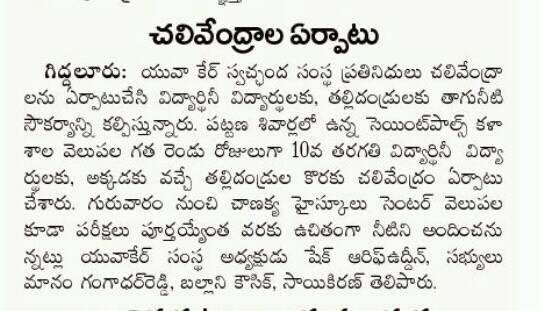 చలివేంద్రాల ఏర్పాటు
గిద్దలూరు: యువా కేర్ స్వచ్ఛంద సంస్థ ప్రతినిధులు చలివేంద్రా
లను ఏర్పాటుచేసి విద్యార్థినీ విద్యార్థులకు, తల్లిదండ్రులకు తాగునీటి
సౌకర్యాన్ని కల్పిస్తున్నారు. పట్టణ శివార్లలో ఉన్న సెయింట్‌పాల్స్ కళా
శాల వెలుపల గత రెండు రోజులుగా 10వ తరగతి విద్యార్థినీ విద్యా
ర్థులకు, అక్కడకు వచ్చే తల్లిదండ్రుల కొరకు చలివేంద్రం ఏర్పాటు
చేశారు. గురువారం నుంచి చాణక్య హైస్కూలు సెంటర్ వెలుపల
కూడా పరీక్షలు పూర్తయ్యేంత వరకు ఉచితంగా నీటిని అందించను
న్నట్లు యువాకేర్ సంస్థ అధ్యక్షుడు షేక్ ఆరిఫ్‌ఉద్దీన్, సభ్యులు
మానం గంగాధర్‌రెడ్డి, బల్లాని కౌసిక్, సాయికిరణ్ తెలిపారు.